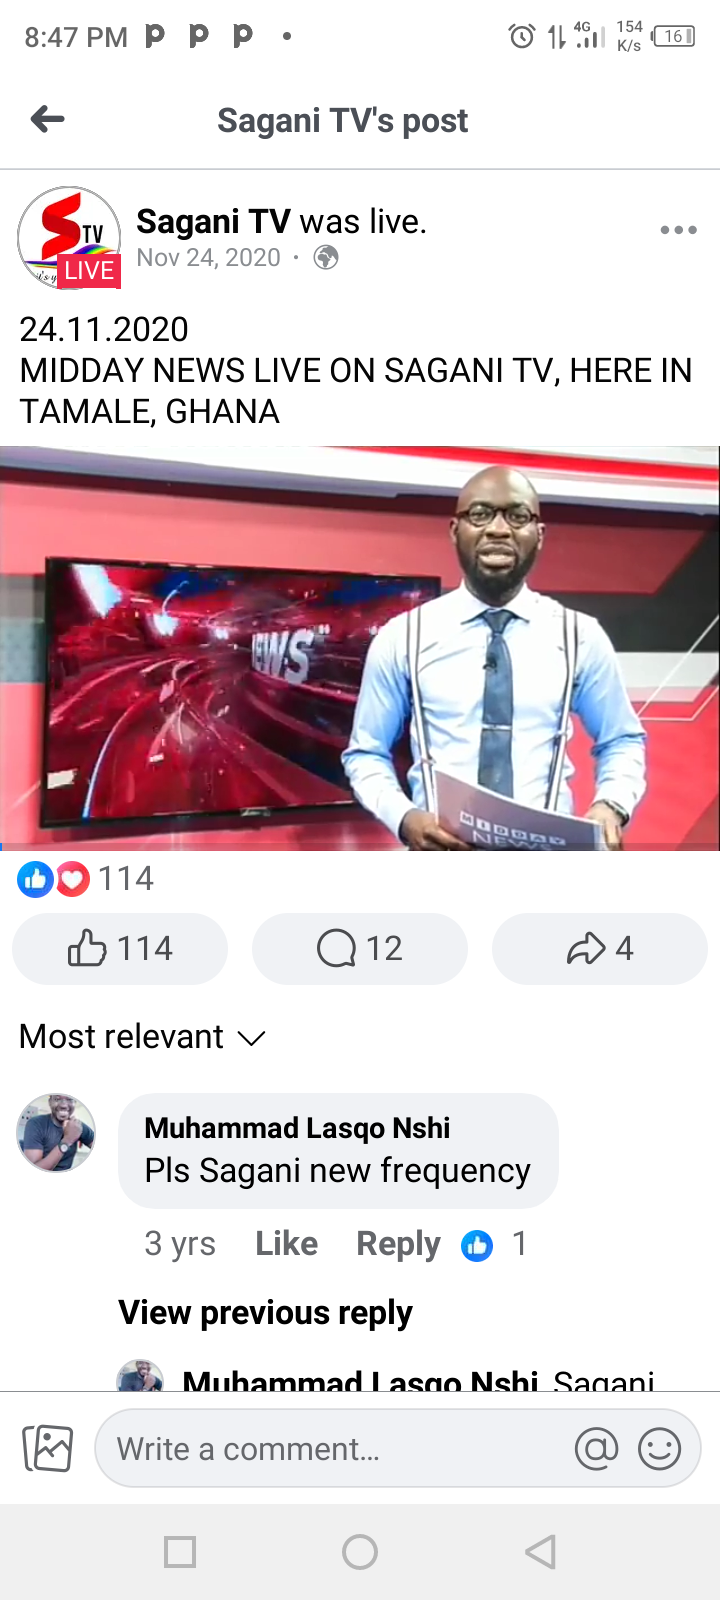 8:47 PM
4G
154 K/s
16
Sagani TV's post
STV
LIVE
Sagani TV was live.
Nov 24, 2020 ·
24.11.2020
MIDDAY NEWS LIVE ON SAGANI TV, HERE IN
TAMALE, GHANA
EWS
MIDDAY
NEWS
114
114
12
4
Most relevant
Muhammad Lasqo Nshi
Pls Sagani new frequency
3 yrs Like Reply 1
View previous reply
Muhammad Lasqo Nshi Sagani
Write a comment...